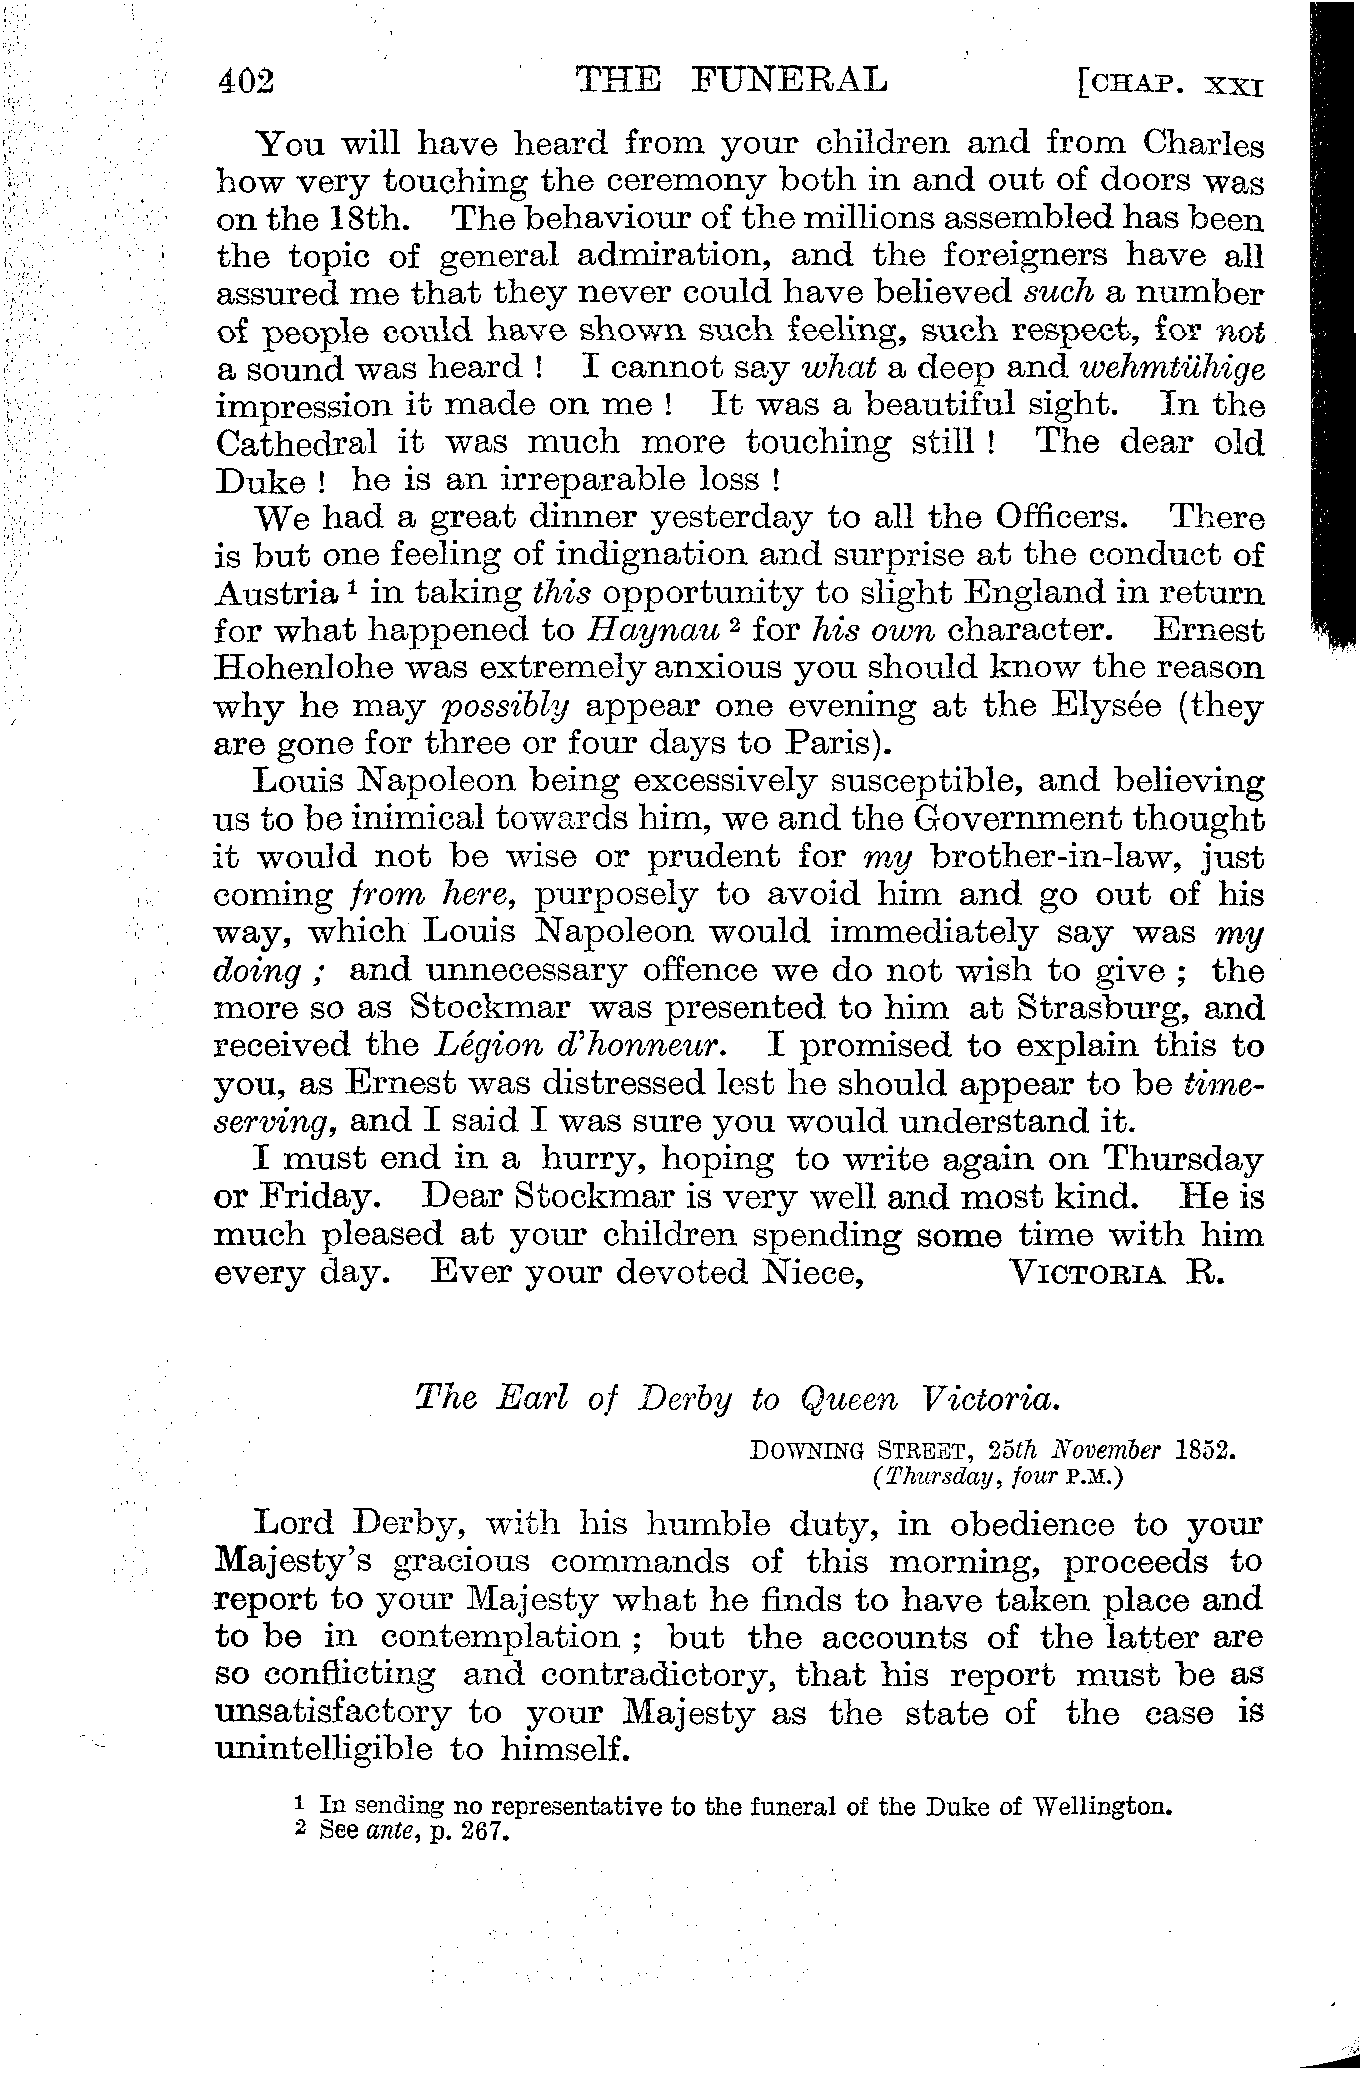 402 THE FUNERAL [CHAP. XXI
You will have heard from your children and from Charles
how very touching the ceremony both in and out of doors was
on the 18th. The behaviour of the millions assembled has been
the topic of general admiration, and the foreigners have all
assured me that they never could have believed such a number
of people could have shown such feeling, such respect, for not
a sound was heard ! I cannot say what a deep and wehmtühige
impression it made on me ! It was a beautiful sight. In the
Cathedral it was much more touching still ! The dear old
Duke ! he is an irreparable loss !
We had a great dinner yesterday to all the Officers. There
is but one feeling of indignation and surprise at the conduct of
Austria 1 in taking this opportunity to slight England in return
for what happened to Haynau 2 for his own character. Ernest
Hohenlohe was extremely anxious you should know the reason
why he may possibly appear one evening at the Elysée (they
are gone for three or four days to Paris).
Louis Napoleon being excessively susceptible, and believing
us to be inimical towards him, we and the Government thought
it would not be wise or prudent for my brother-in-law, just
coming from here, purposely to avoid him and go out of his
way, which Louis Napoleon would immediately say was my
doing ; and unnecessary offence we do not wish to give ; the
more so as Stockmar was presented to him at Strasburg, and
received the Légion d'honneur. I promised to explain this to
you, as Ernest was distressed lest he should appear to be time-
serving, and I said I was sure you would understand it.
I must end in a hurry, hoping to write again on Thursday
or Friday. Dear Stockmar is very well and most kind. He is
much pleased at your children spending some time with him
every day. Ever your devoted Niece, VICTORIA R.
The Earl of Derby to Queen Victoria.
DOWNING STREET, 25th November 1852.
(Thursday, four P.M.)
Lord Derby, with his humble duty, in obedience to your
Majesty's gracious commands of this morning, proceeds to
report to your Majesty what he finds to have taken place and
to be in contemplation ; but the accounts of the latter are
so conflicting and contradictory, that his report must be as
unsatisfactory to your Majesty as the state of the case is
unintelligible to himself.
1 In sending no representative to the funeral of the Duke of Wellington.
2 See ante, p. 267.